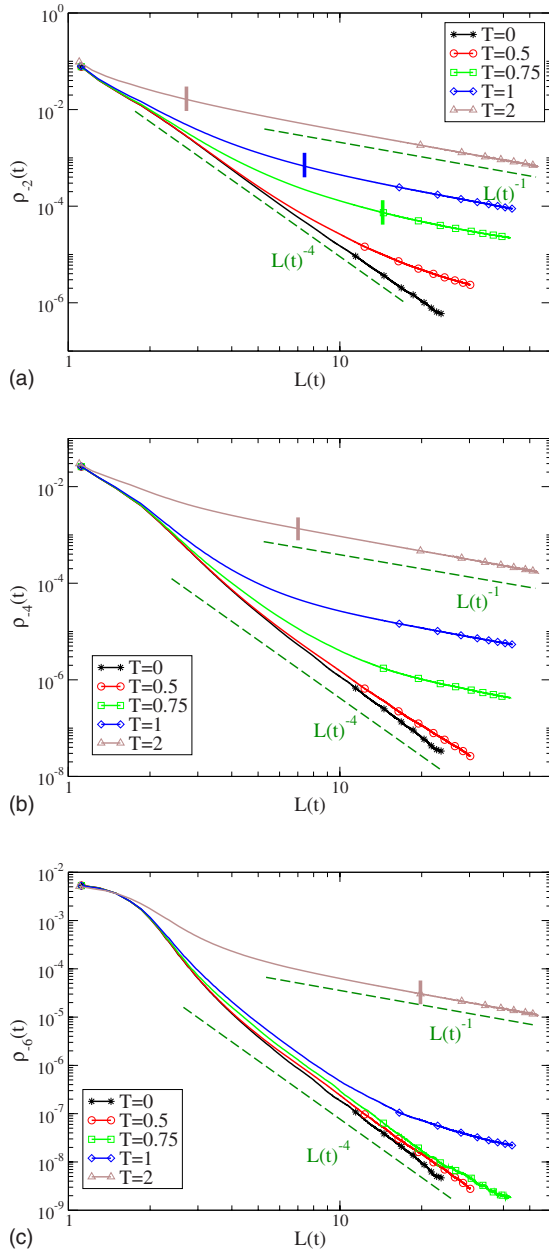 10^0
10^-2
10^-4
10^-6
ρ_-2(t)
T=0
T=0.5
T=0.75
T=1
T=2
L(t)^-1
L(t)^-4
1
10
L(t)
(a)
10^-2
10^-4
10^-6
10^-8
ρ_-4(t)
L(t)^-1
L(t)^-4
T=0
T=0.5
T=0.75
T=1
T=2
1
10
L(t)
(b)
10^-2
10^-3
10^-4
10^-5
10^-6
10^-7
10^-8
10^-9
ρ_-6(t)
L(t)^-1
L(t)^-4
T=0
T=0.5
T=0.75
T=1
T=2
1
10
L(t)
(c)